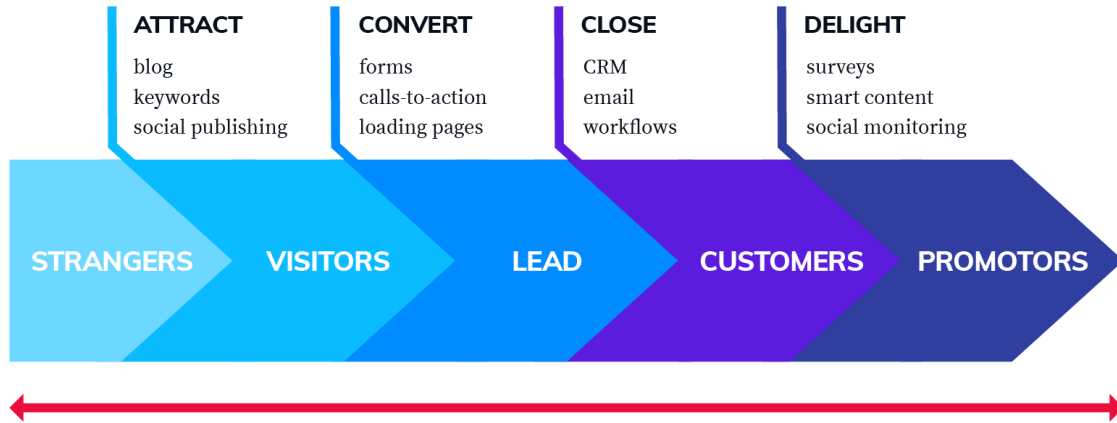 ATTRACT
blog
keywords
social publishing
CONVERT
forms
calls-to-action
loading pages
CLOSE
CRM
email
workflows
DELIGHT
surveys
smart content
social monitoring
STRANGERS
VISITORS
LEAD
CUSTOMERS
PROMOTORS